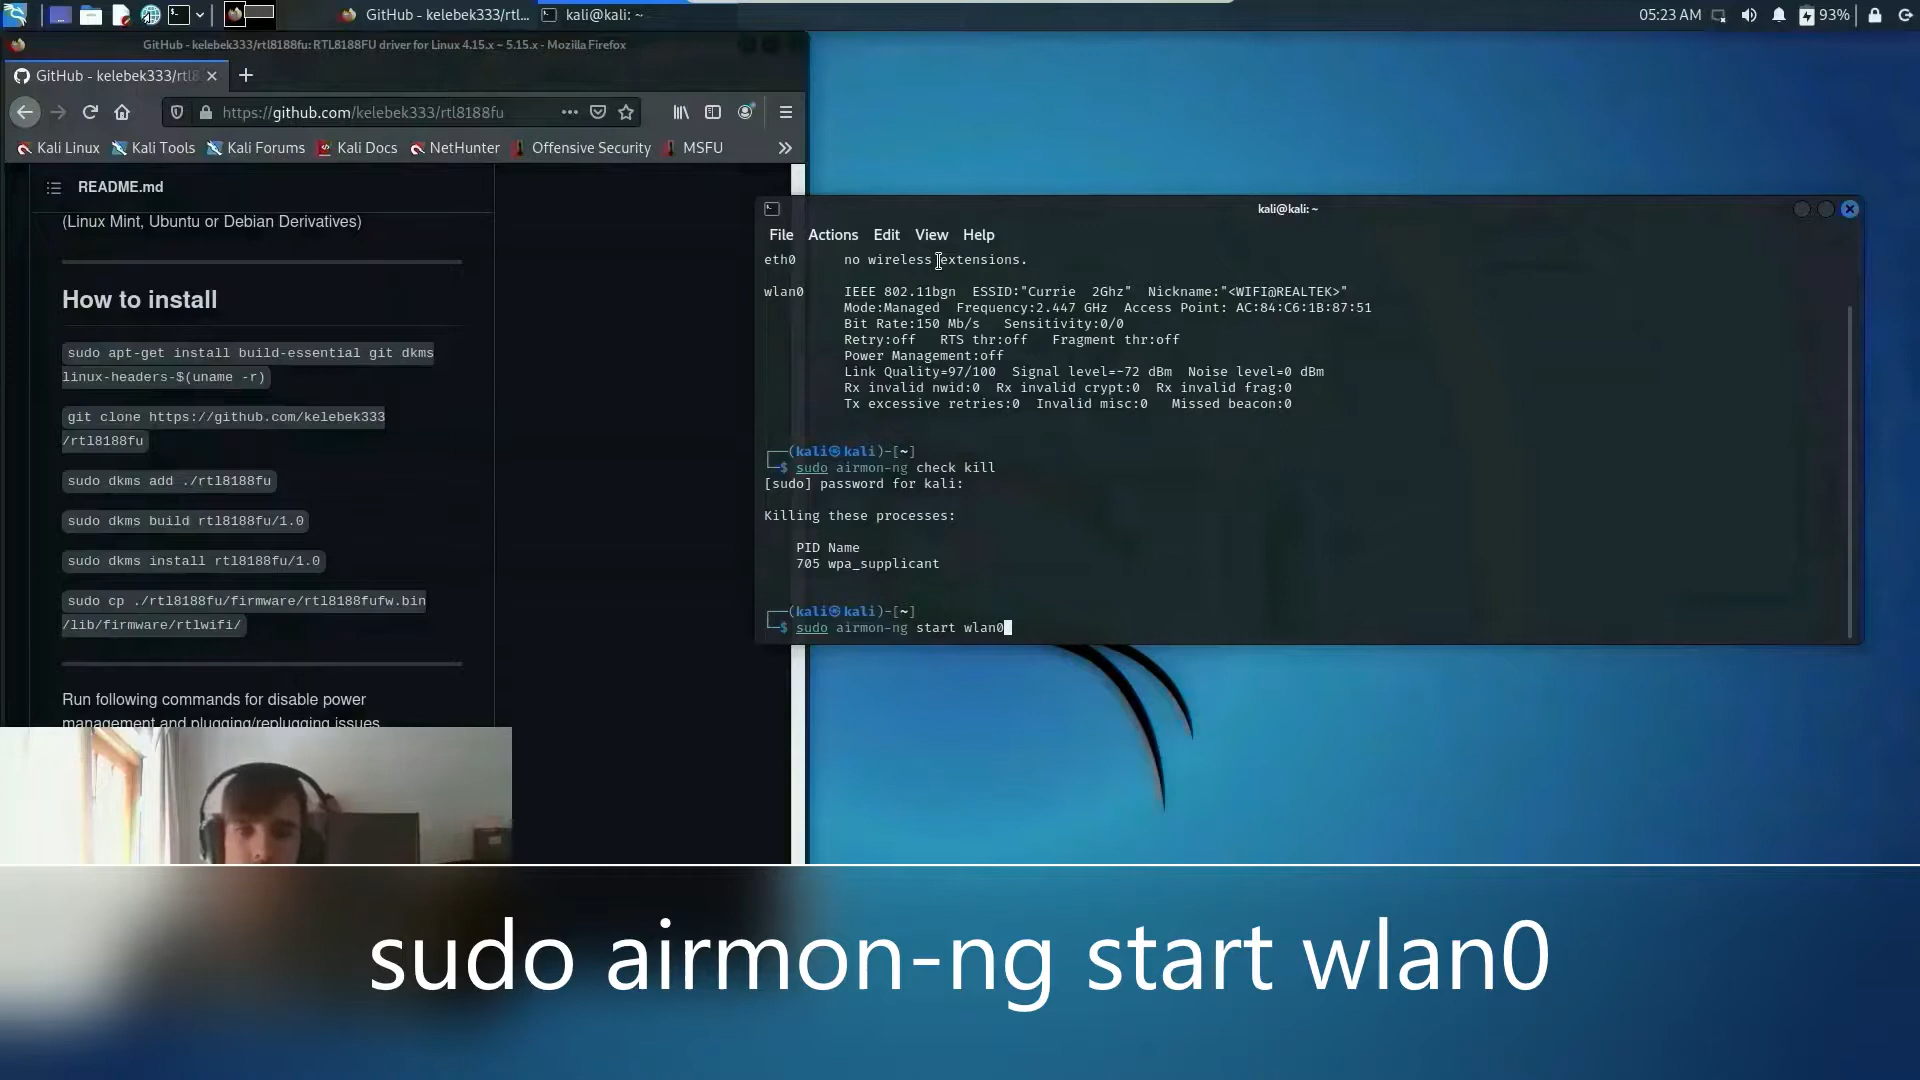 GitHub - kelebek333/rtl...
kali@kali: ~
05:23 AM
93%
GitHub - kelebek333/rtl8188fu: RTL8188FU driver for Linux 4.15.x ~ 5.15.x - Mozilla Firefox
GitHub - kelebek333/rtl8
https://github.com/kelebek333/rtl8188fu
Kali Linux
Kali Tools
Kali Forums
Kali Docs
NetHunter
Offensive Security
MSFU
README.md
(Linux Mint, Ubuntu or Debian Derivatives)
How to install
sudo apt-get install build-essential git dkms
linux-headers-$(uname -r)
git clone https://github.com/kelebek333
/rtl8188fu
sudo dkms add ./rtl8188fu
sudo dkms build rtl8188fu/1.0
sudo dkms install rtl8188fu/1.0
sudo cp ./rtl8188fu/firmware/rtl8188fufw.bin
/lib/firmware/rtlwifi/
Run following commands for disable power
management and plugging/replugging issues
kali@kali: ~
File Actions Edit View Help
eth0 no wireless extensions.
wlan0 IEEE 802.11bgn ESSID:"Currie 2Ghz" Nickname:"<WIFI@REALTEK>"
Mode:Managed Frequency:2.447 GHz Access Point: AC:84:C6:1B:87:51
Bit Rate:150 Mb/s Sensitivity:0/0
Retry:off RTS thr:off Fragment thr:off
Power Management:off
Link Quality=97/100 Signal level=-72 dBm Noise level=0 dBm
Rx invalid nwid:0 Rx invalid crypt:0 Rx invalid frag:0
Tx excessive retries:0 Invalid misc:0 Missed beacon:0
┌──(kali㉿kali)-[~]
└─$ sudo airmon-ng check kill
[sudo] password for kali:
Killing these processes:
PID Name
705 wpa_supplicant
┌──(kali㉿kali)-[~]
└─$ sudo airmon-ng start wlan0
sudo airmon-ng start wlan0